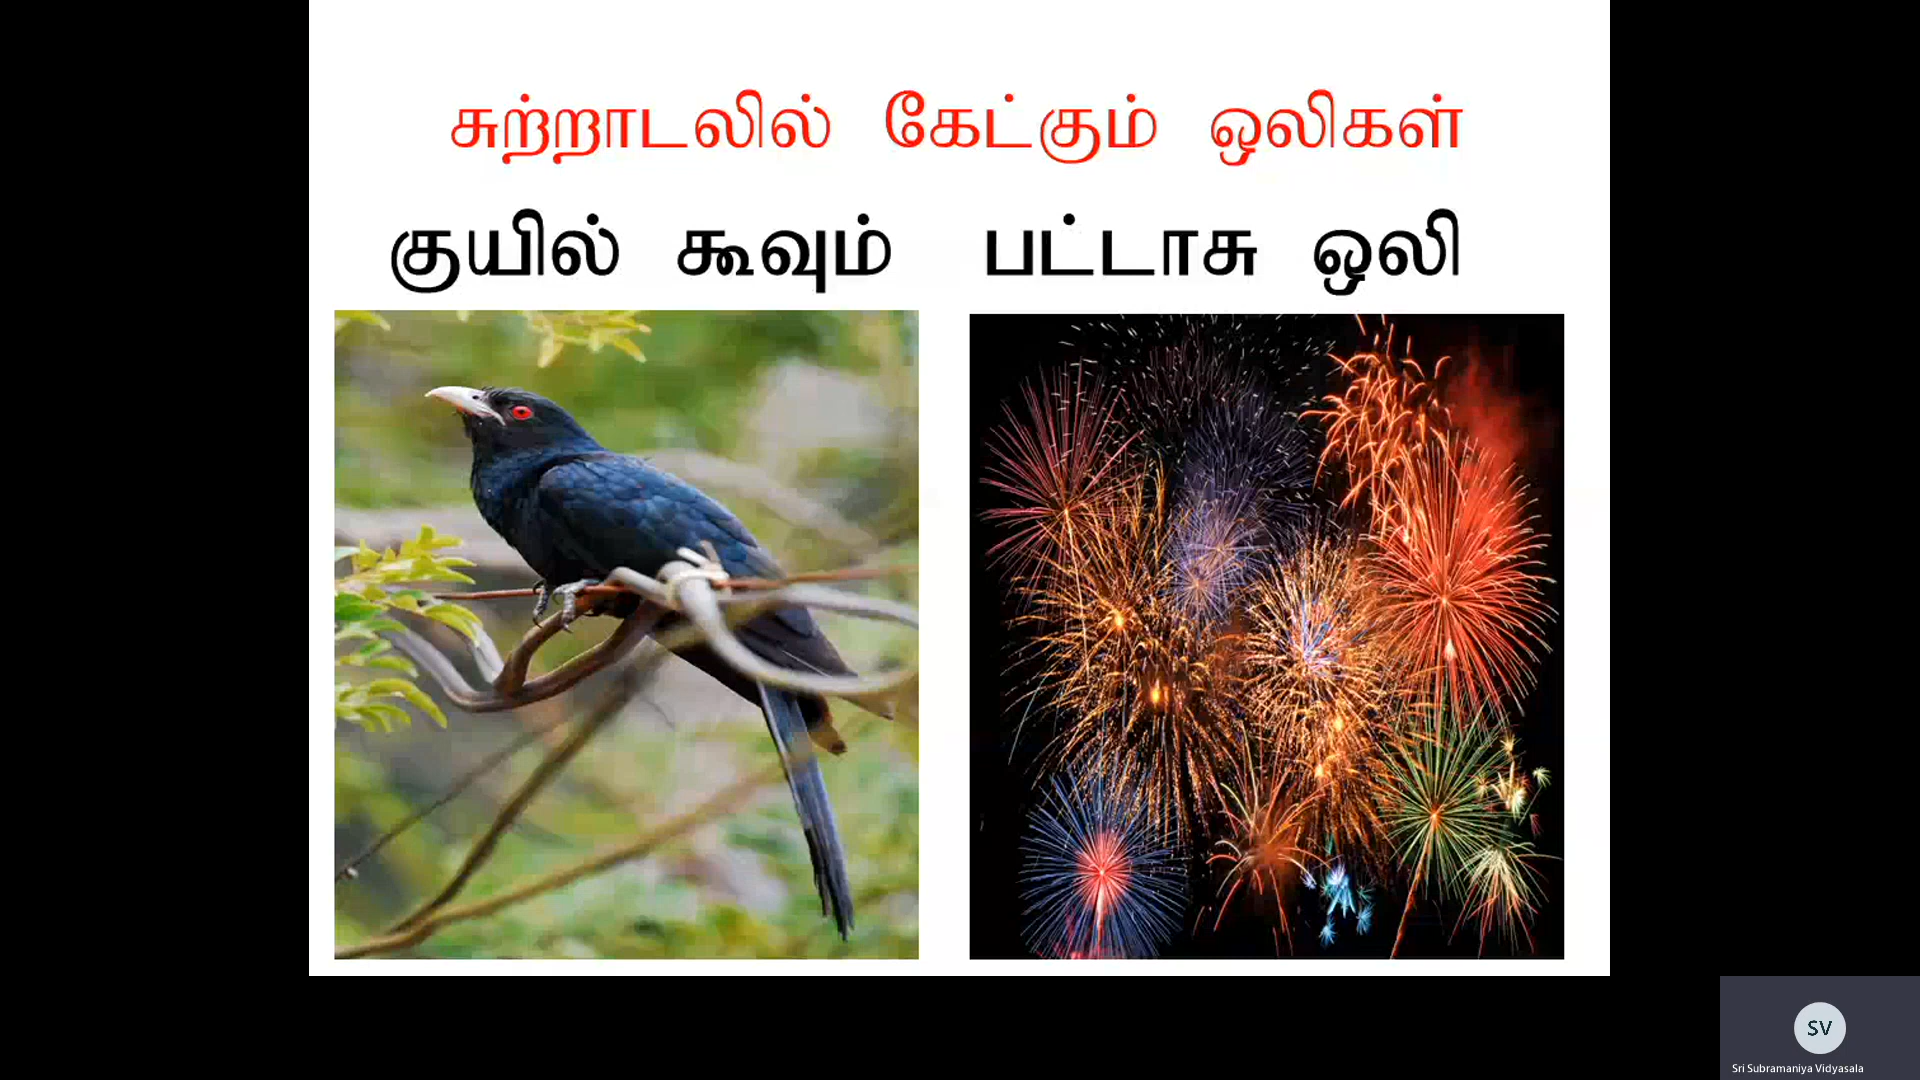 சுற்றாடலில் கேட்கும் ஒலிகள்
குயில் கூவும் பட்டாசு ஒலி
SV
Sri Subramaniya Vidyasala